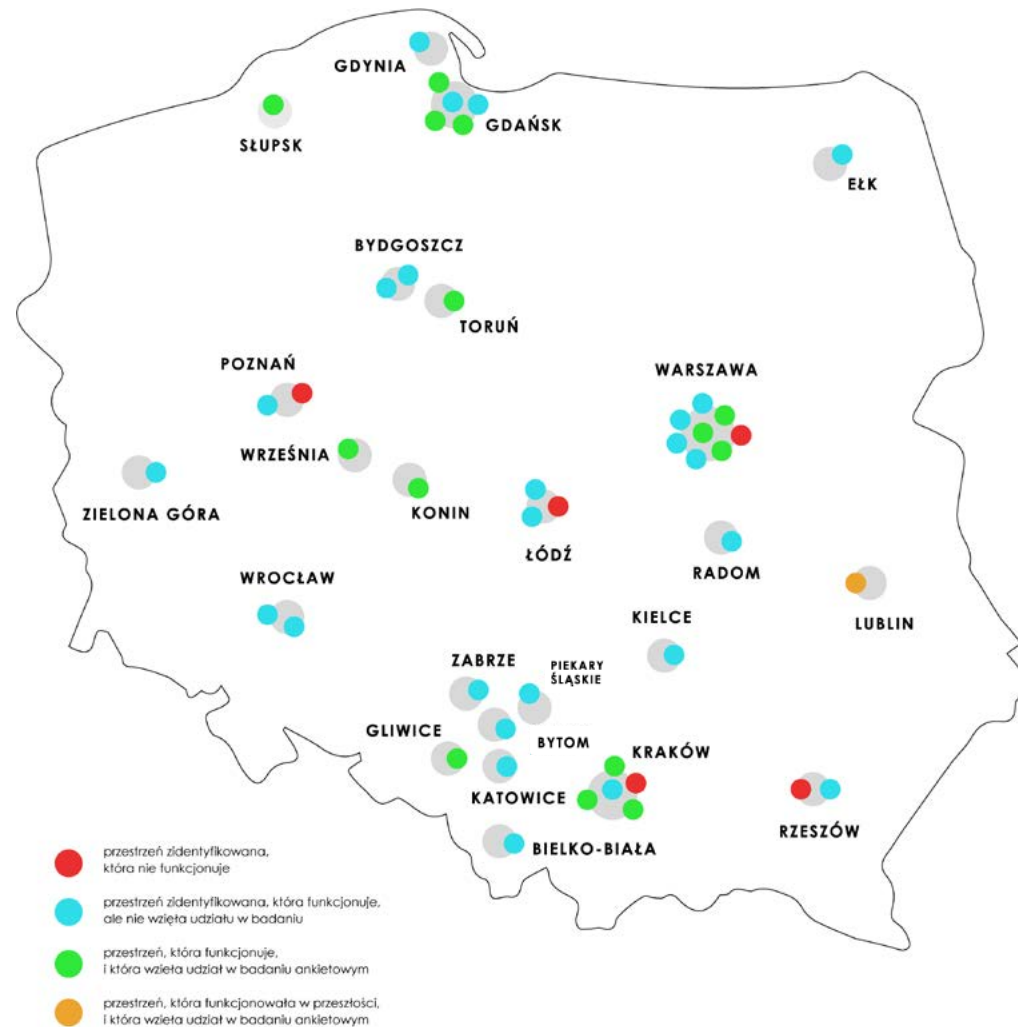 GDYNIA
GDAŃSK
SŁUPSK
EŁK
BYDGOSZCZ
TORUŃ
POZNAŃ
WARSZAWA
WRZEŚNIA
KONIN
ZIELONA GÓRA
ŁÓDŹ
RADOM
WROCŁAW
LUBLIN
KIELCE
ZABRZE
PIEKARY
ŚLĄSKIE
GLIWICE
BYTOM
KRAKÓW
KATOWICE
RZESZÓW
BIELKO-BIAŁA
przestrzeń zidentyfikowana,
która nie funkcjonuje
przestrzeń zidentyfikowana, która funkcjonuje,
ale nie wzięła udziału w badaniu
przestrzeń, która funkcjonuje,
i która wzieła udział w badaniu ankietowym
przestrzeń, która funkcjonowała w przeszłości,
i która wzięła udział w badaniu ankietowym